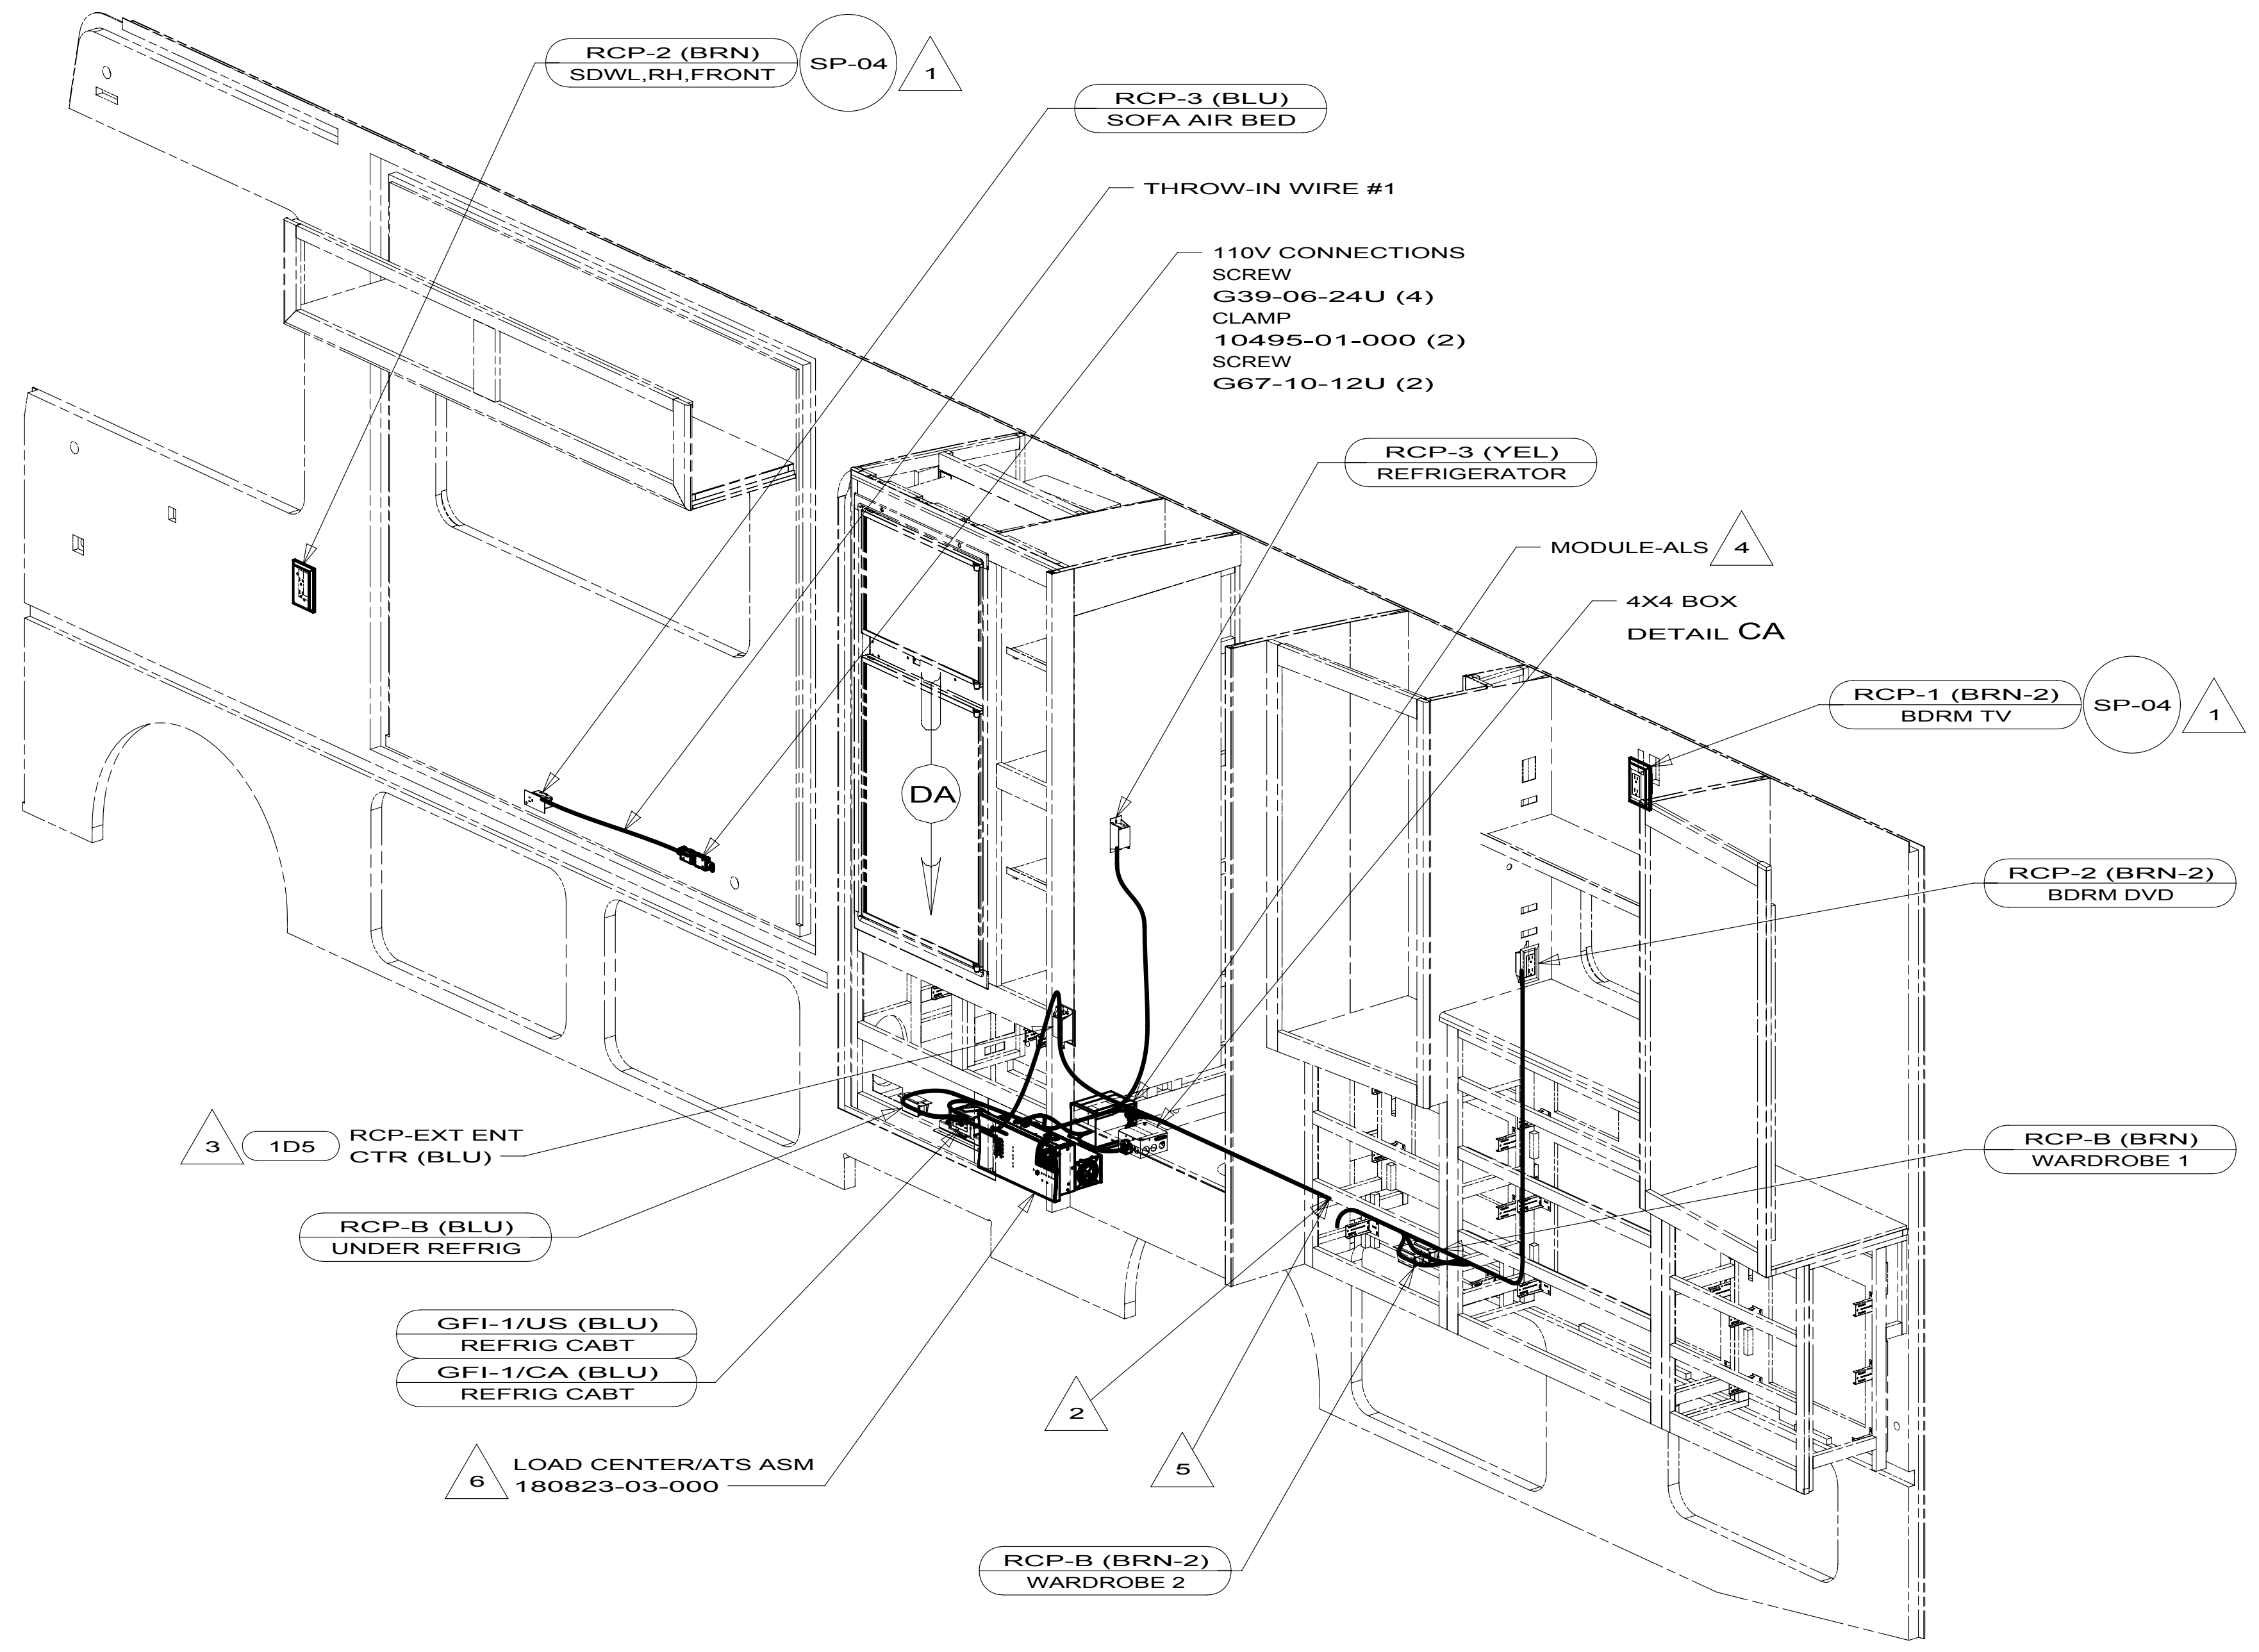 RCP-2 (BRN)
SDWL,RH,FRONT
SP-04
1
RCP-3 (BLU)
SOFA AIR BED
THROW-IN WIRE #1
110V CONNECTIONS
SCREW
G39-06-24U (4)
CLAMP
10495-01-000 (2)
SCREW
G67-10-12U (2)
RCP-3 (YEL)
REFRIGERATOR
MODULE-ALS
4
4X4 BOX
DETAIL CA
RCP-1 (BRN-2)
BDRM TV
SP-04
1
DA
RCP-2 (BRN-2)
BDRM DVD
3
1D5
RCP-EXT ENT
CTR (BLU)
RCP-B (BRN)
WARDROBE 1
RCP-B (BLU)
UNDER REFRIG
GFI-1/US (BLU)
REFRIG CABT
GFI-1/CA (BLU)
REFRIG CABT
2
5
6
LOAD CENTER/ATS ASM
180823-03-000
RCP-B (BRN-2)
WARDROBE 2